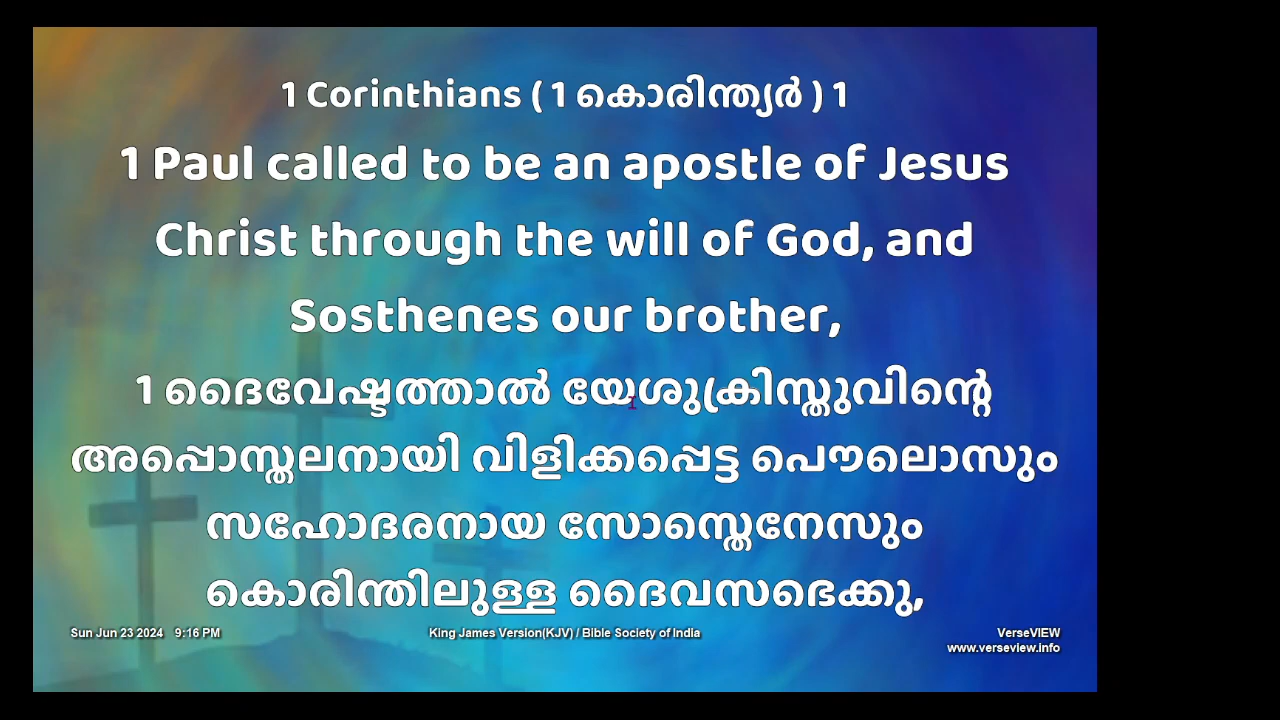 1 Corinthians ( 1 കൊരിന്ത്യർ ) 1
1 Paul called to be an apostle of Jesus
Christ through the will of God, and
Sosthenes our brother,
1 ദൈവേഷ്ടത്താൽ യേശുക്രിസ്തുവിന്റെ
അപ്പൊസ്തലനായി വിളിക്കപ്പെട്ട പൌലൊസും
സഹോദരനായ സോസ്തെനേസും
കൊരിന്തിലുള്ള ദൈവസഭെക്കു,
Sun Jun 23 2024 9:16 PM
King James Version(KJV) / Bible Society of India
VerseVIEW
www.verseview.info